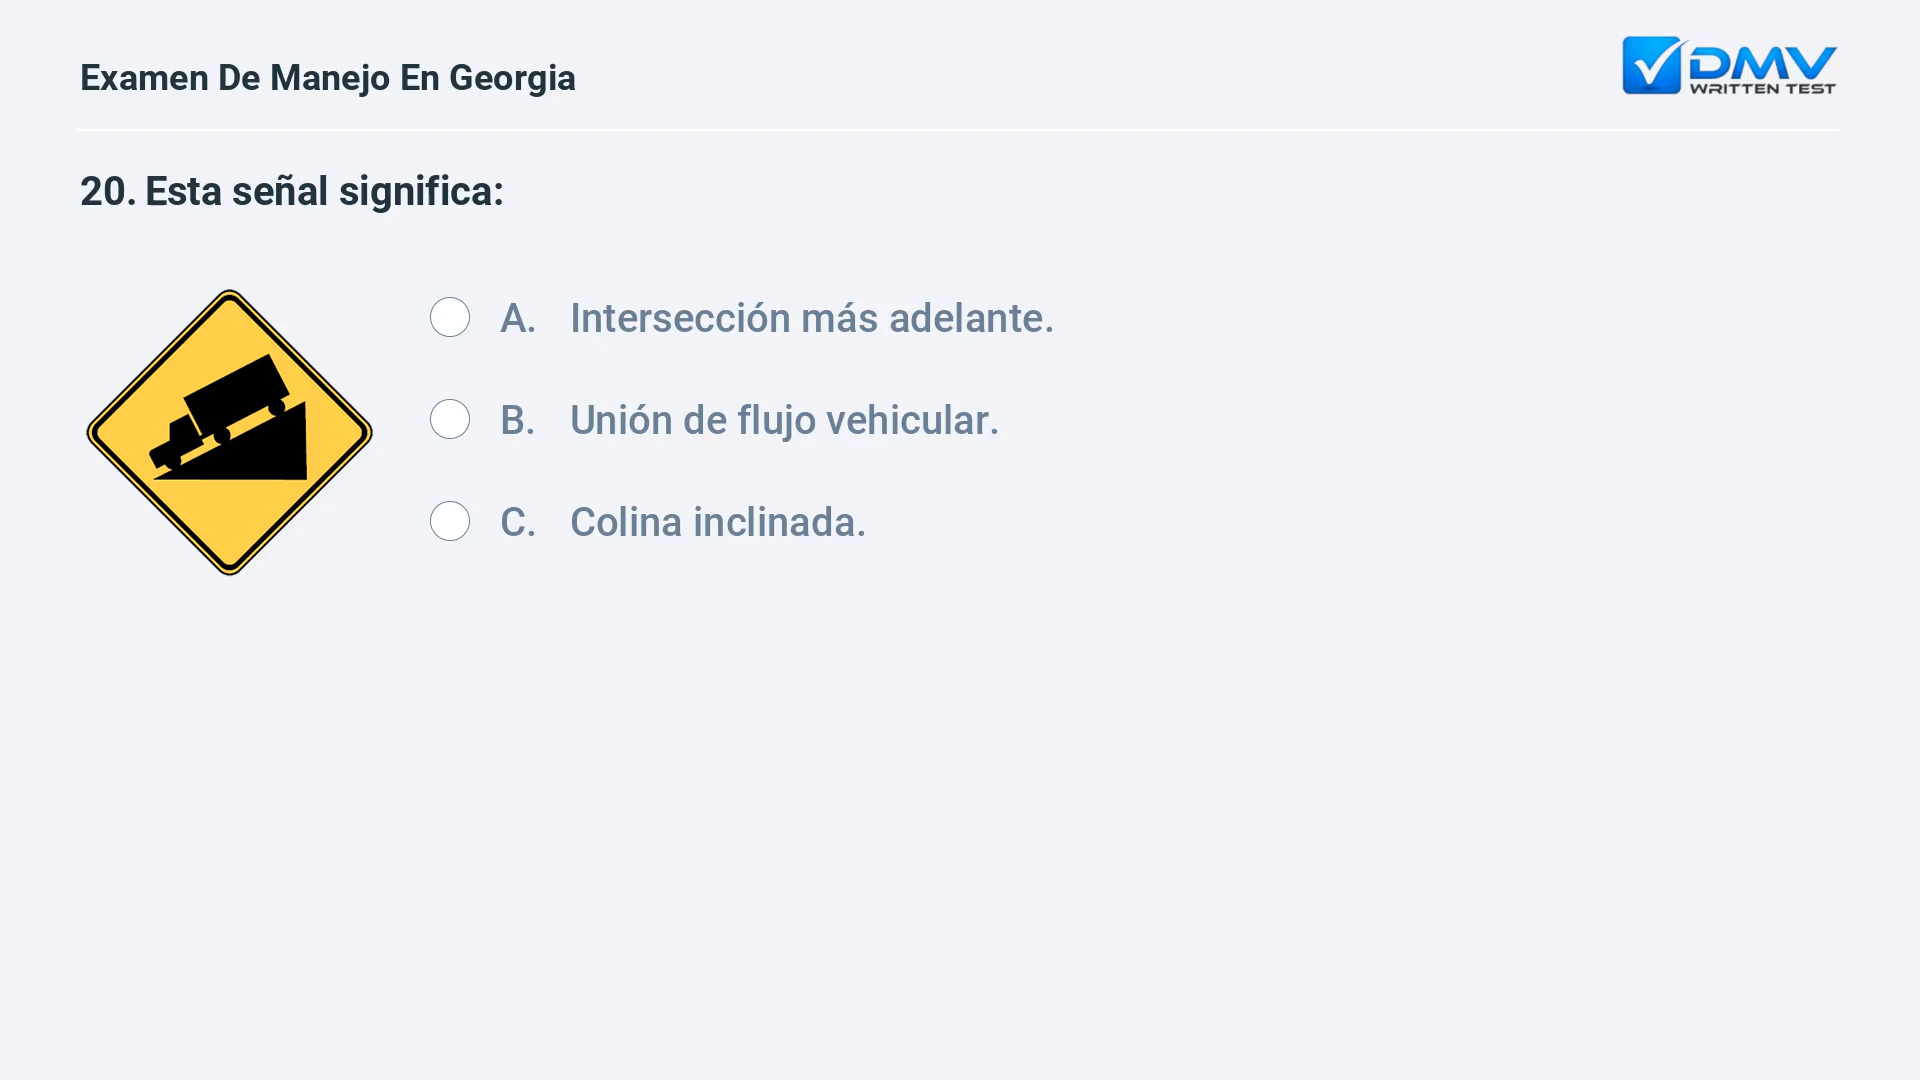 Examen De Manejo En Georgia
DMV
WRITTEN TEST
20. Esta señal significa:
A. Intersección más adelante.
B. Unión de flujo vehicular.
C. Colina inclinada.